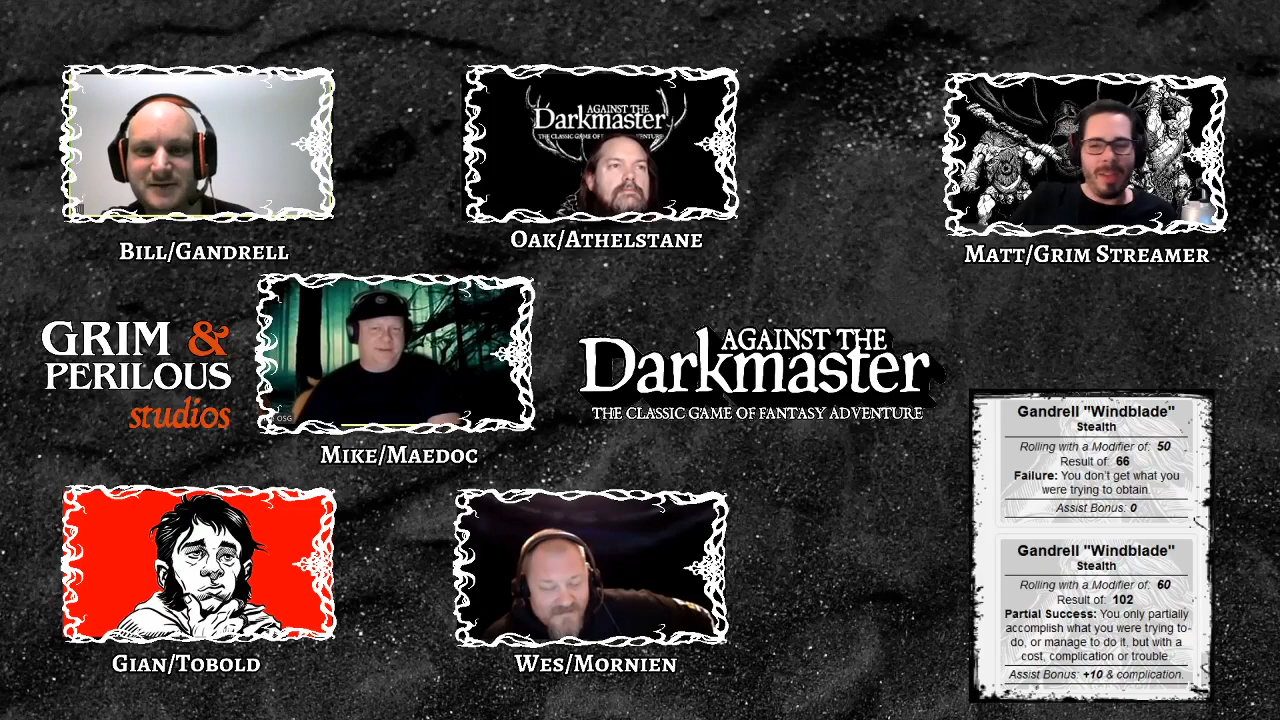 AGAINST THE
Darkmaster
Bill/Gandrell
Oak/Athelstane
Matt/Grim Streamer
GRIM &
PERILOUS
studios
OSG
Mike/Maedoc
AGAINST THE
Darkmaster
THE CLASSIC GAME OF FANTASY ADVENTURE
Gian/Tobold
Wes/Mornien
Gandrell "Windblade"
Stealth
Rolling with a Modifier of: 50
Result of: 66
Failure: You don't get what you
were trying to obtain.
Assist Bonus: 0
Gandrell "Windblade"
Stealth
Rolling with a Modifier of: 60
Result of: 102
Partial Success: You only partially
accomplish what you were trying to-
do, or manage to do it, but with a
cost, complication or trouble.
Assist Bonus: +10 & complication.